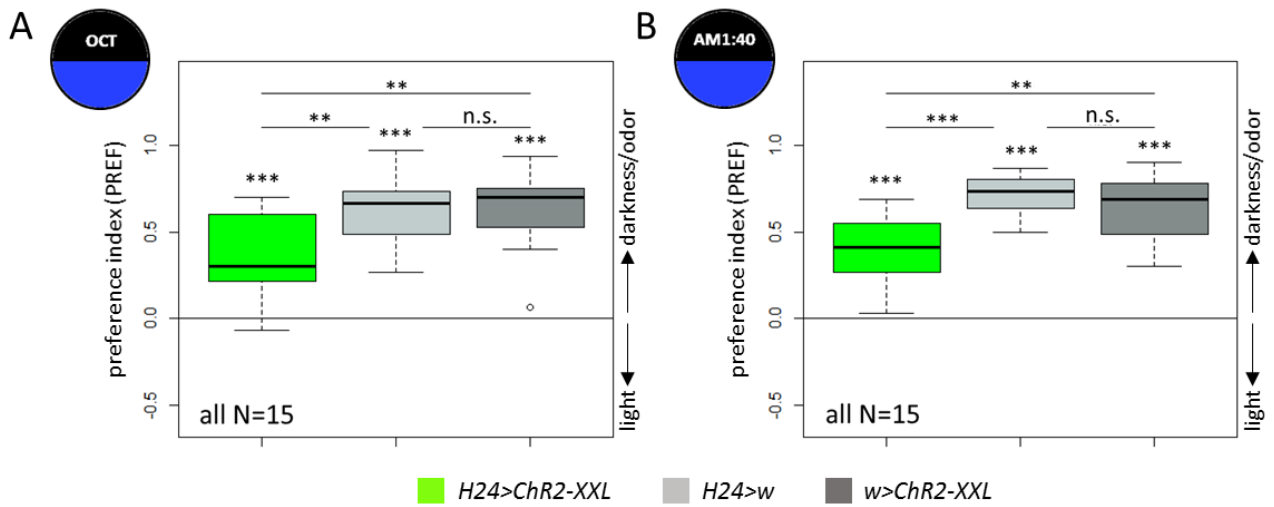 A
OCT
preference index (PREF)
1.0
0.5
0.0
-0.5
**
**
n.s.
***
***
***
all N=15
light
darkness/odor
B
AM1:40
preference index (PREF)
1.0
0.5
0.0
-0.5
**
***
n.s.
***
***
***
all N=15
light
darkness/odor
H24>ChR2-XXL
H24>w
w>ChR2-XXL